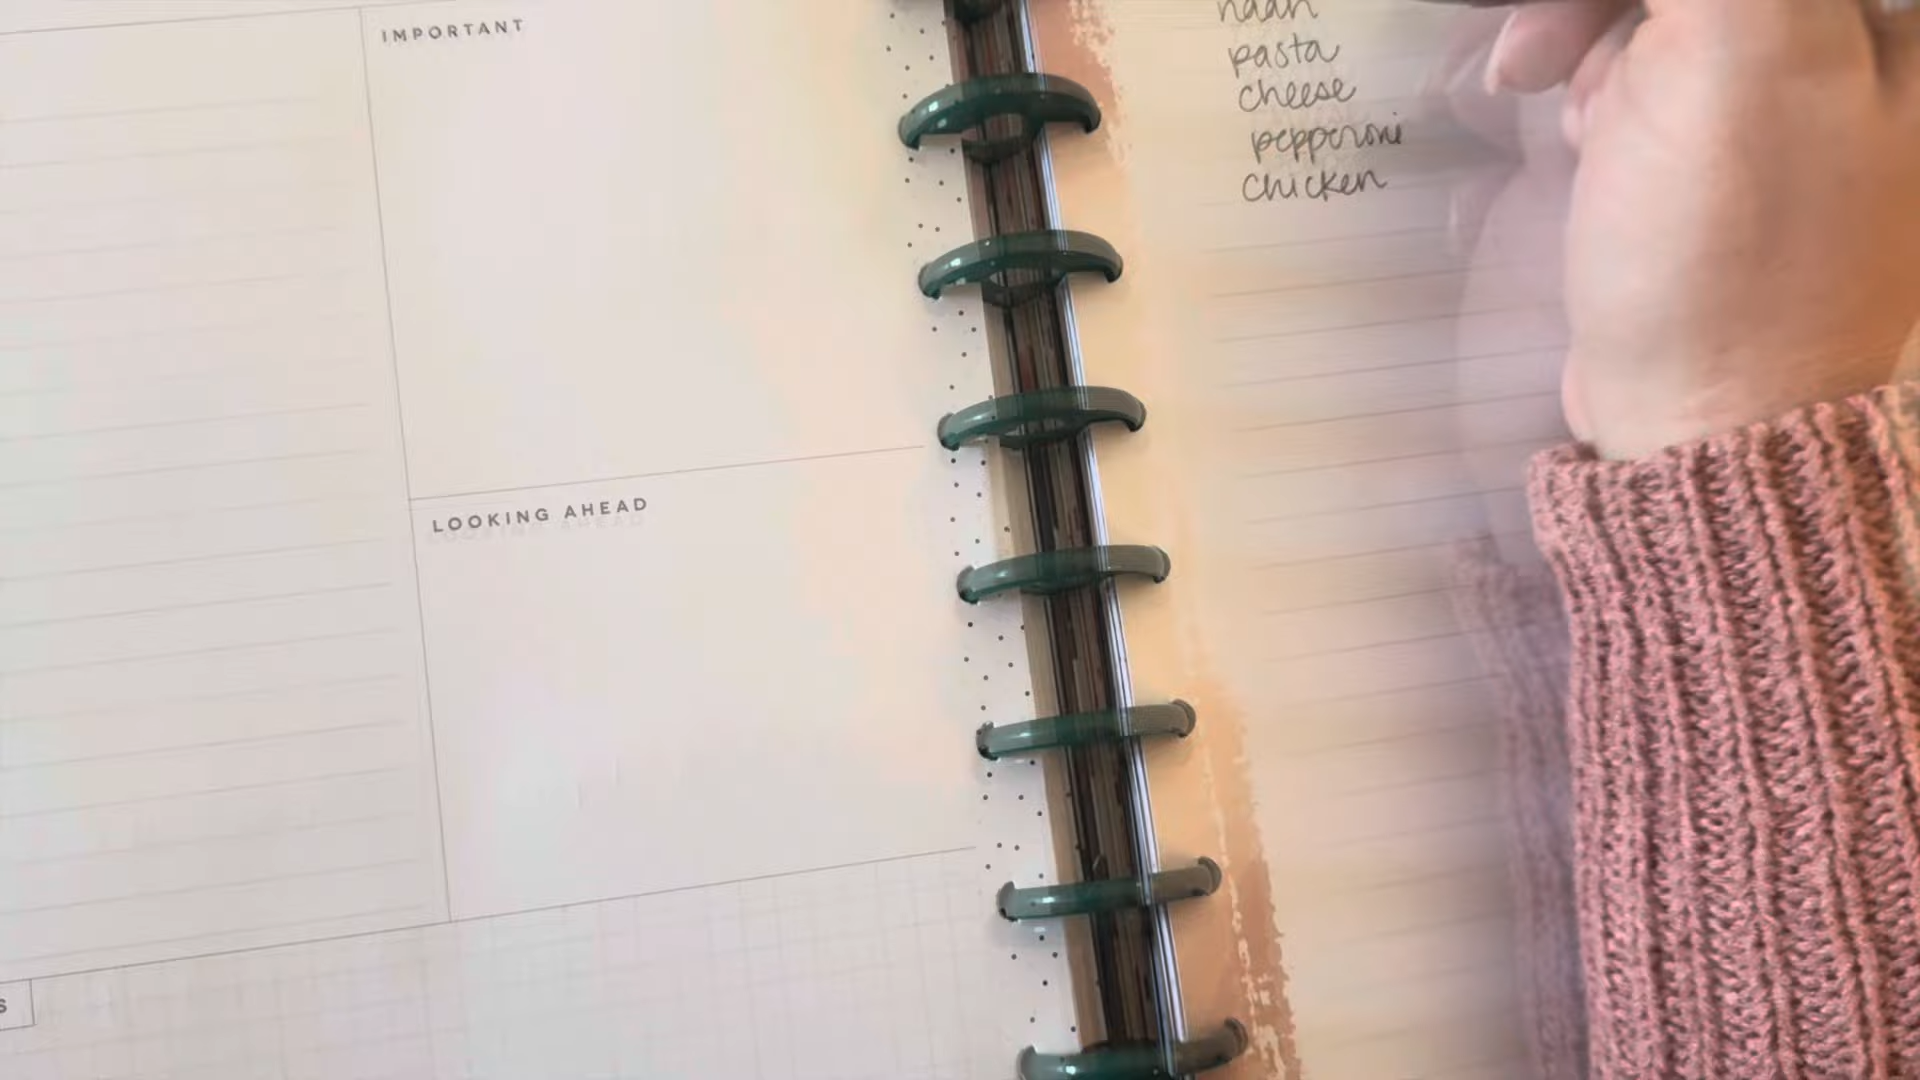 IMPORTANT
LOOKING AHEAD
S
naan
pasta
cheese
pepperoni
chicken